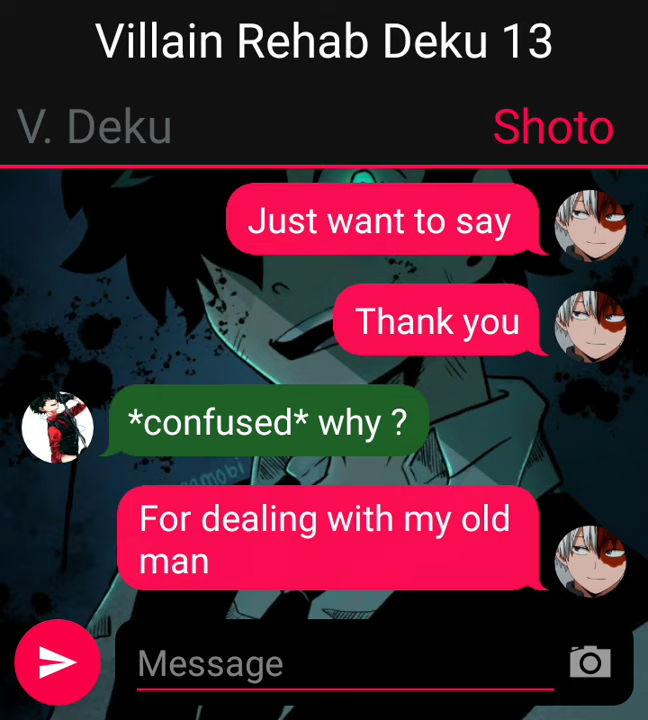 Villain Rehab Deku 13
V. Deku
Shoto
Just want to say
Thank you
*confused* why ?
For dealing with my old
man
Message